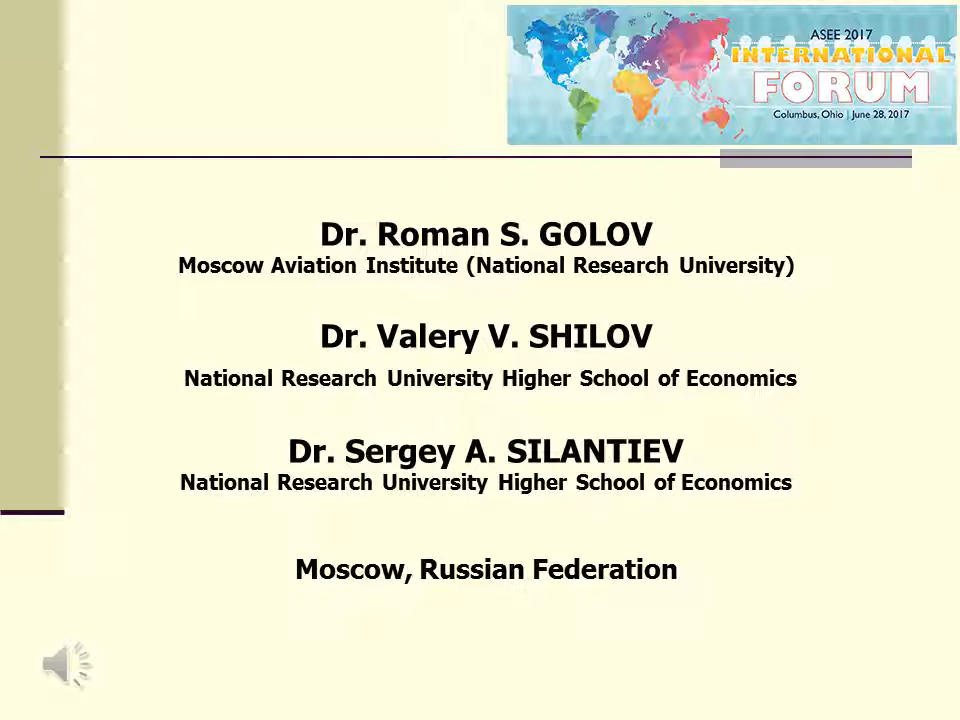 ASEE 2017
INTERNATIONAL
FORUM
Columbus, Ohio | June 28, 2017
Dr. Roman S. GOLOV
Moscow Aviation Institute (National Research University)
Dr. Valery V. SHILOV
National Research University Higher School of Economics
Dr. Sergey A. SILANTIEV
National Research University Higher School of Economics
Moscow, Russian Federation